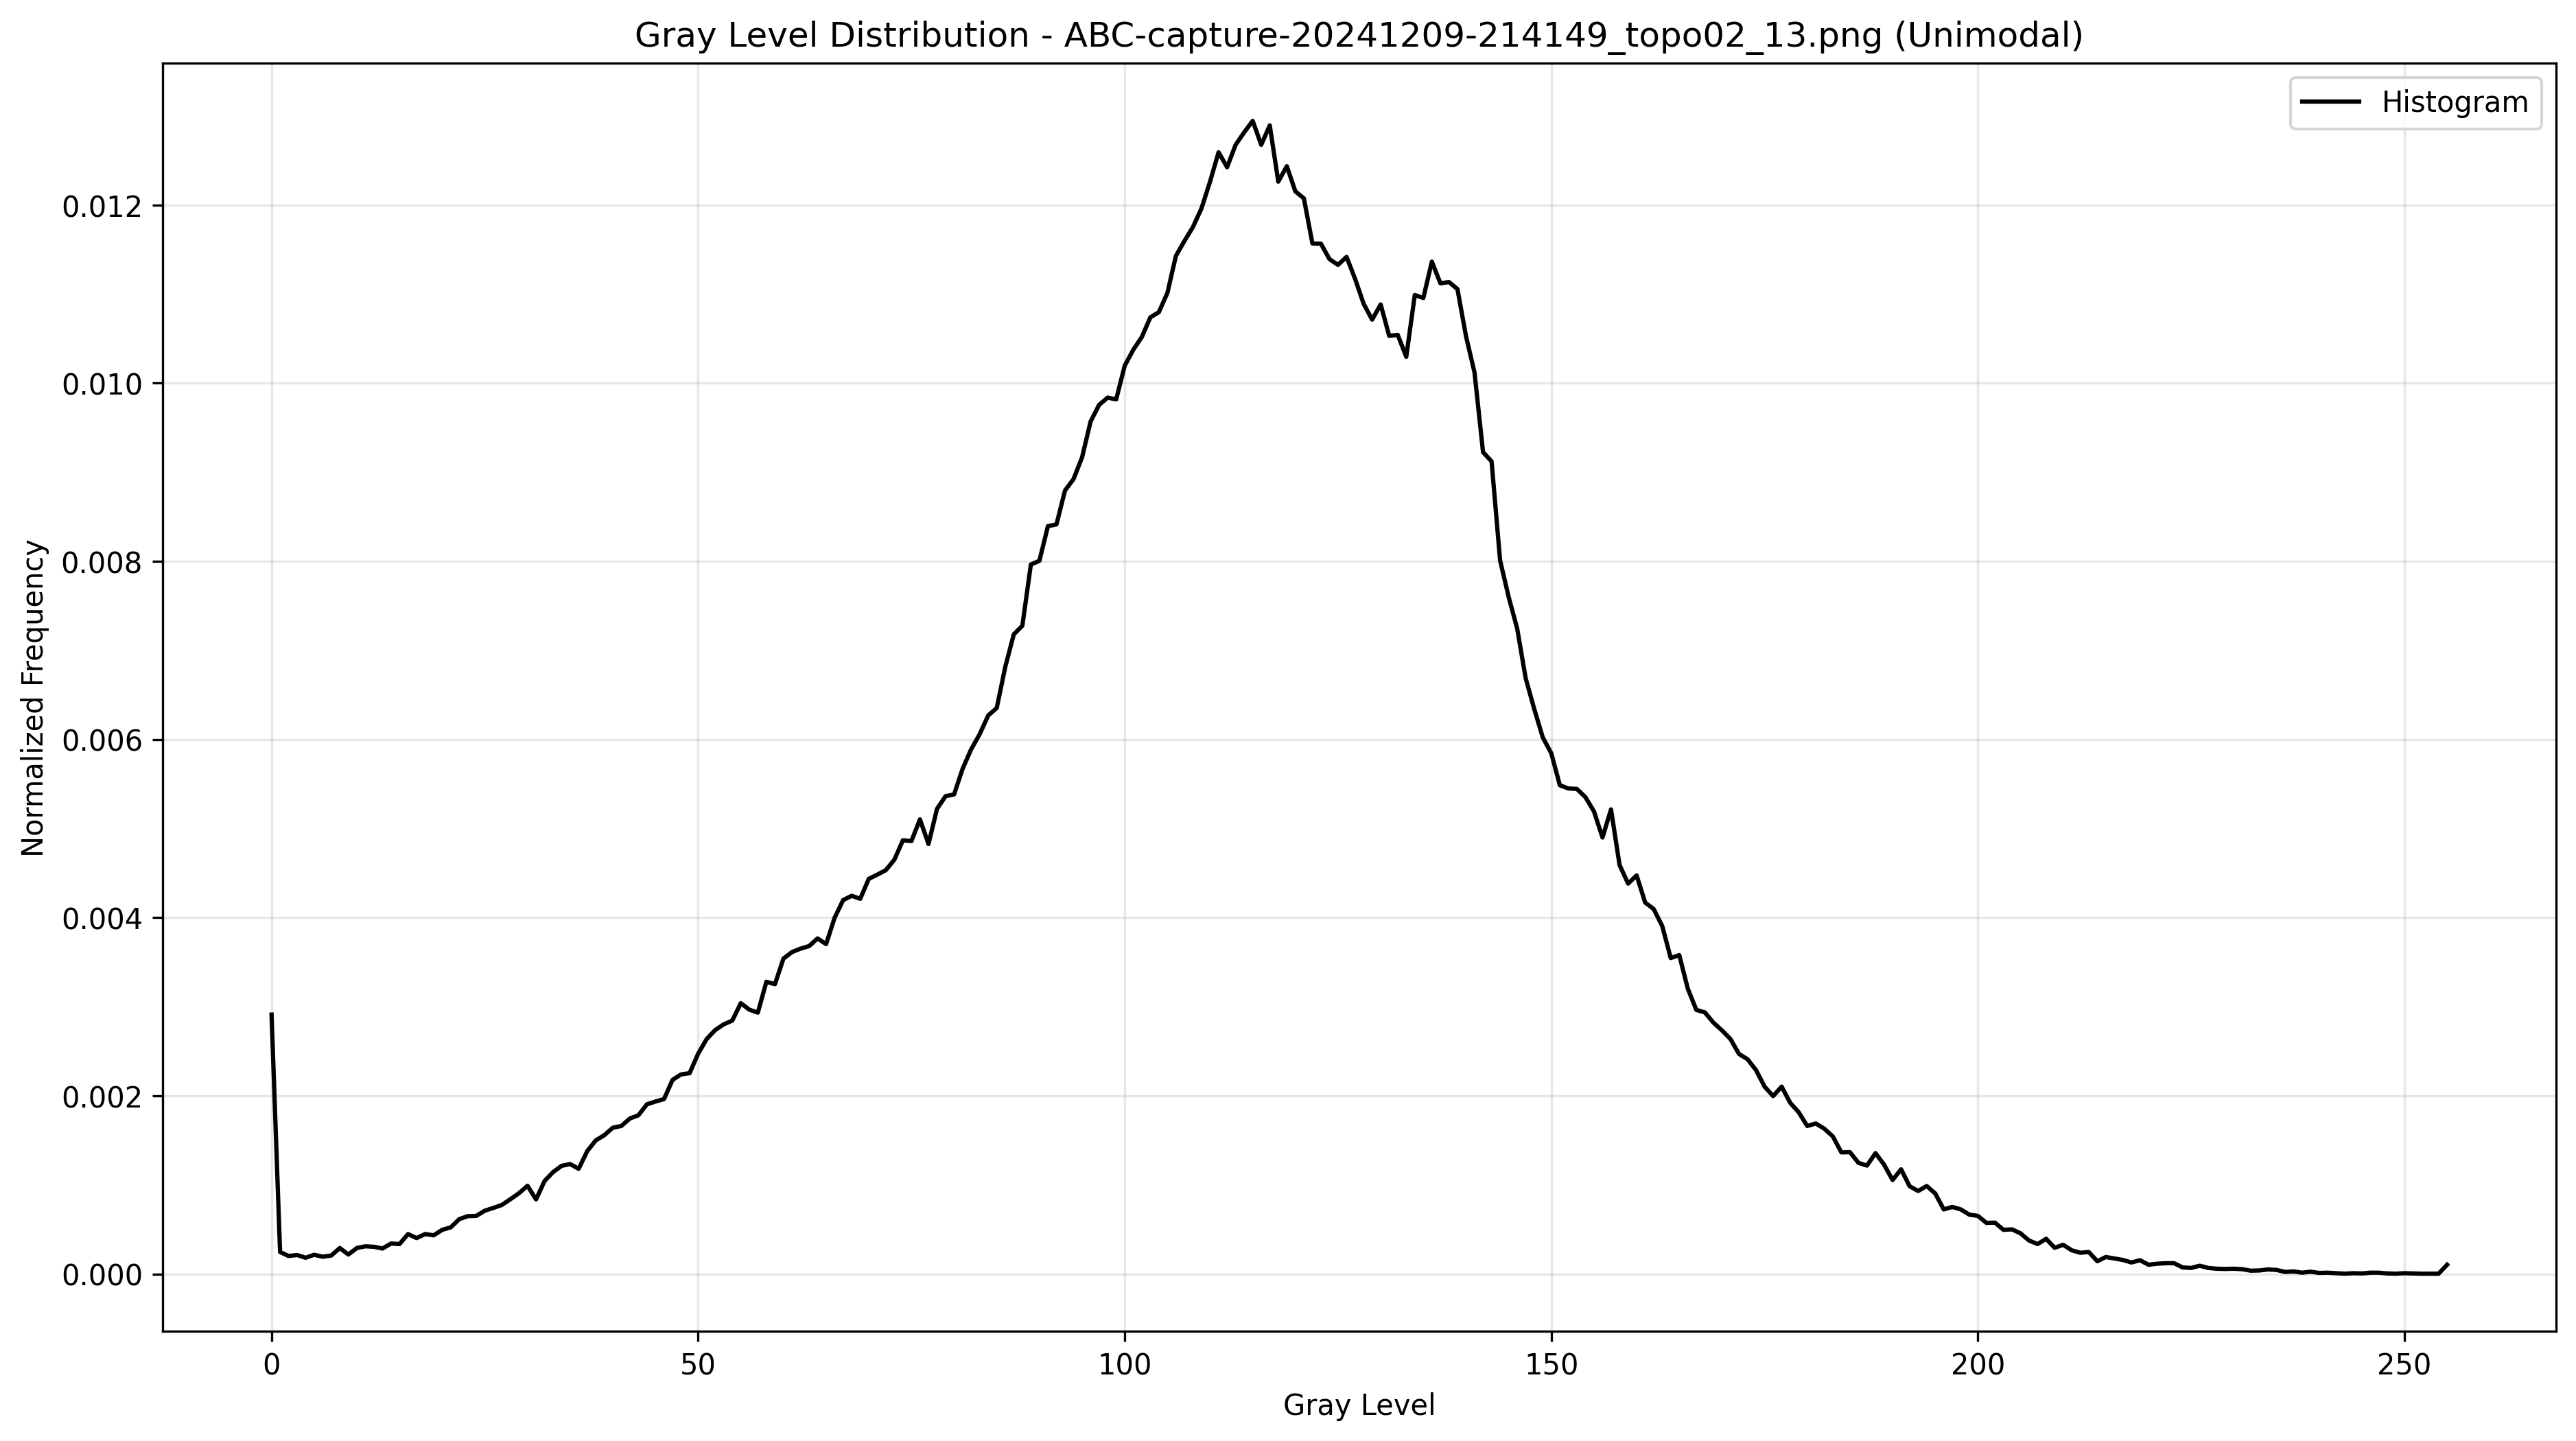 Gray Level Distribution - ABC-capture-20241209-214149_topo02_13.png (Unimodal)
Histogram
Normalized Frequency
0.012
0.010
0.008
0.006
0.004
0.002
0.000
0 50 100 150 200 250
Gray Level